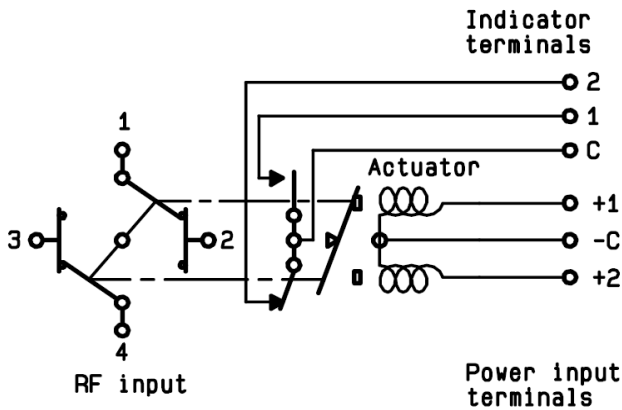 Indicator
terminals
2
1
C
1
Actuator
+1
3
2
-C
+2
4
RF input
Power input
terminals